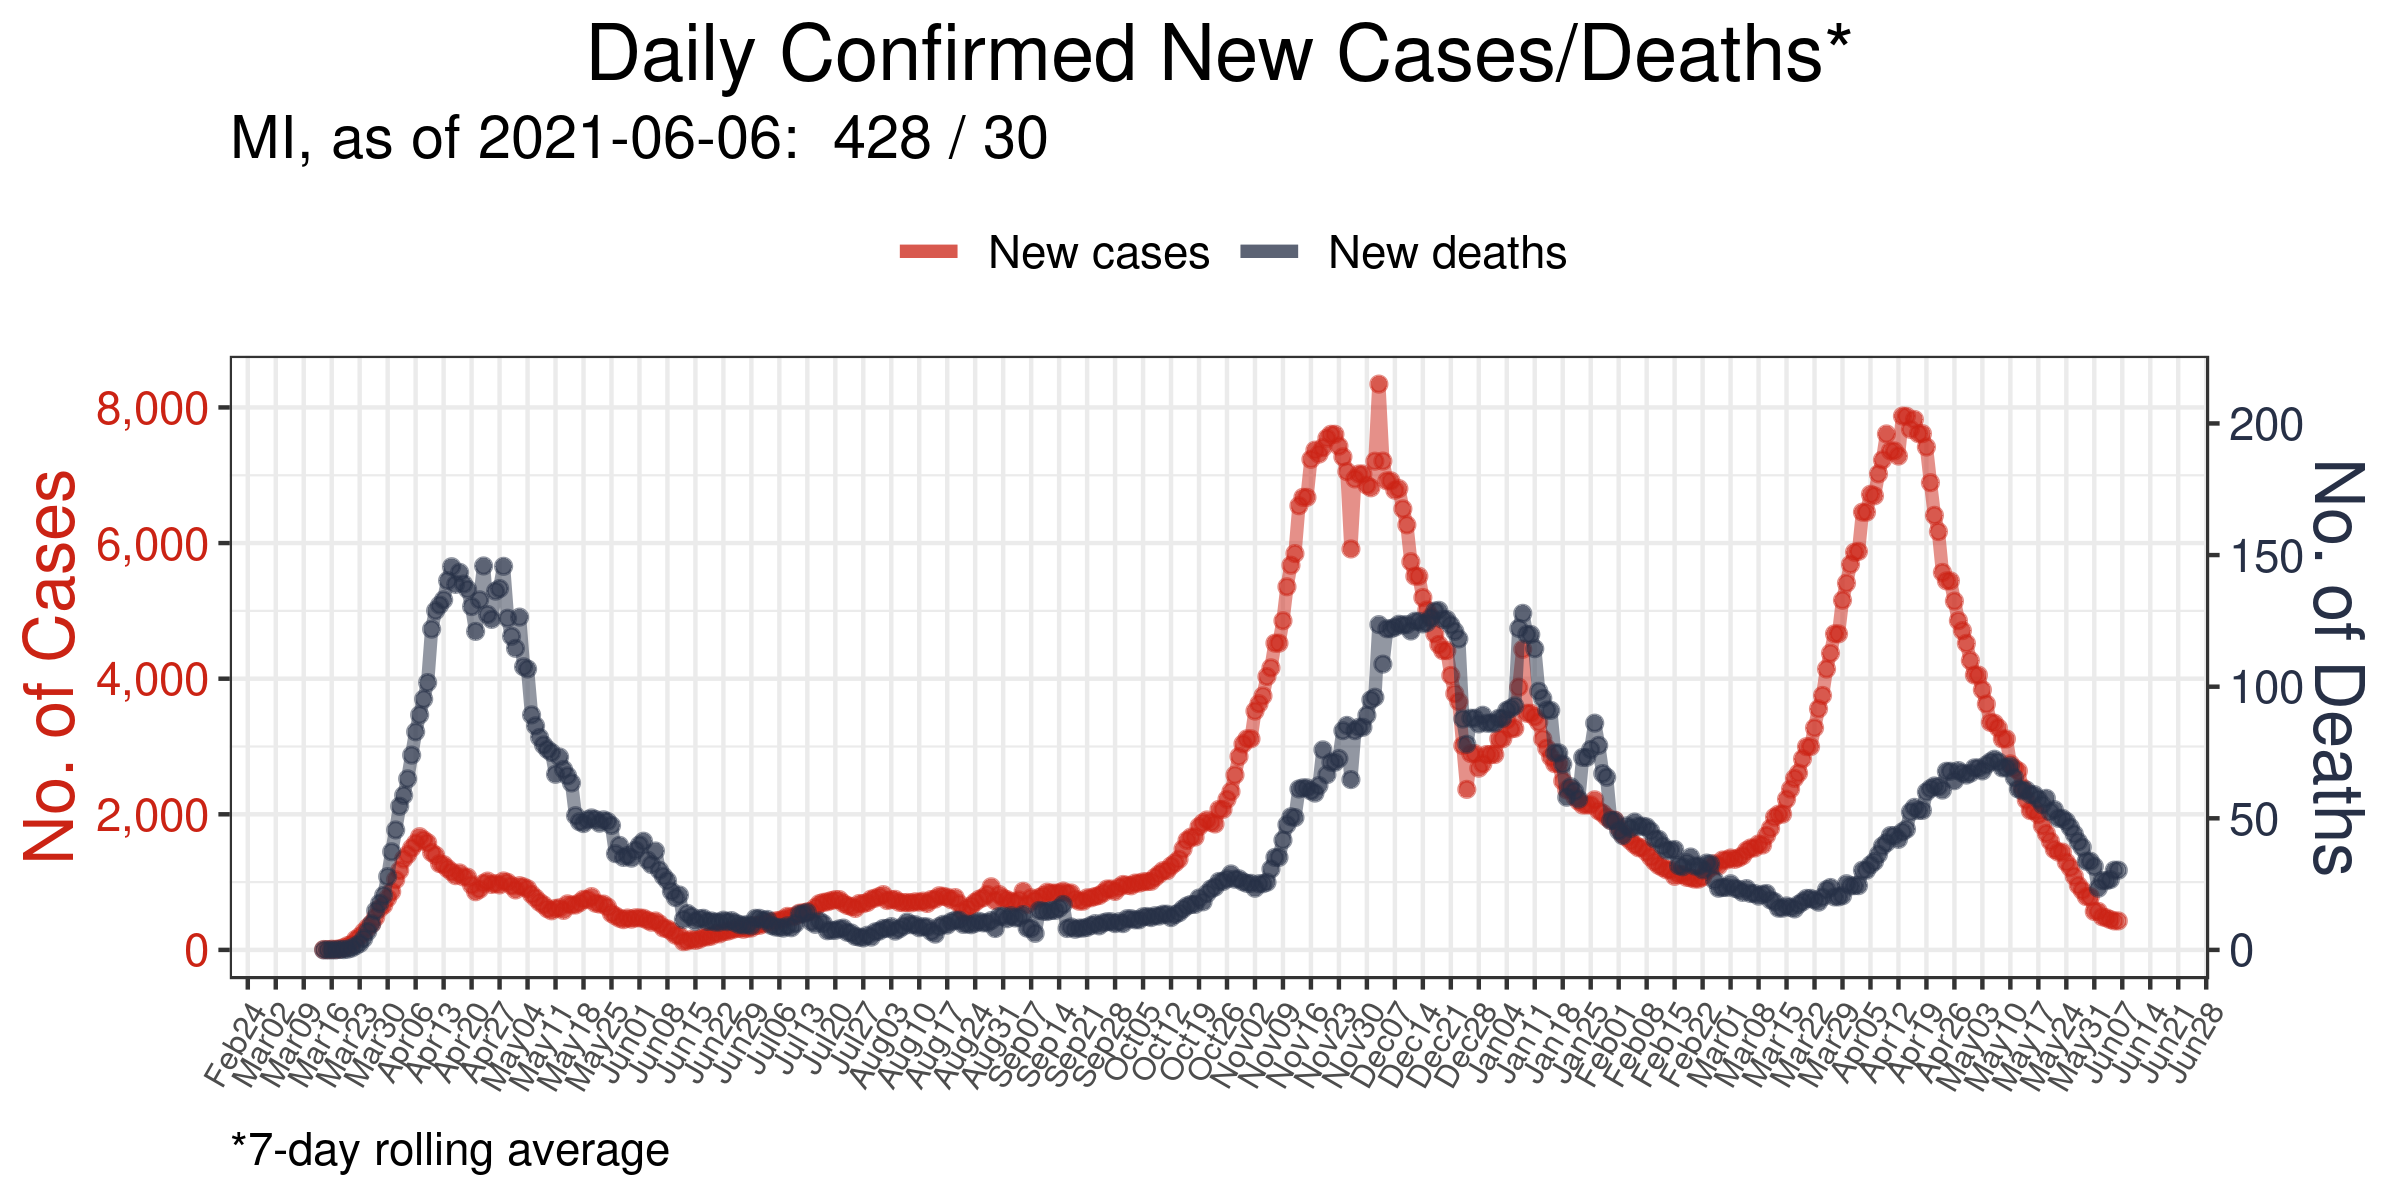 Daily Confirmed New Cases/Deaths*
MI, as of 2021-06-06:  428 / 30
New cases
New deaths
No. of Cases
8,000
6,000
4,000
2,000
0
No. of Deaths
200
150
100
50
0
Feb24
Mar02
Mar09
Mar16
Mar23
Mar30
Apr06
Apr13
Apr20
Apr27
May04
May11
May18
May25
Jun01
Jun08
Jun15
Jun22
Jun29
Jul06
Jul13
Jul20
Jul27
Aug03
Aug10
Aug17
Aug24
Aug31
Sep07
Sep14
Sep21
Sep28
Oct05
Oct12
Oct19
Oct26
Nov02
Nov09
Nov16
Nov23
Nov30
Dec07
Dec14
Dec21
Dec28
Jan04
Jan11
Jan18
Jan25
Feb01
Feb08
Feb15
Feb22
Mar01
Mar08
Mar15
Mar22
Mar29
Apr05
Apr12
Apr19
Apr26
May03
May10
May17
May24
May31
Jun07
Jun14
Jun21
Jun28
*7-day rolling average